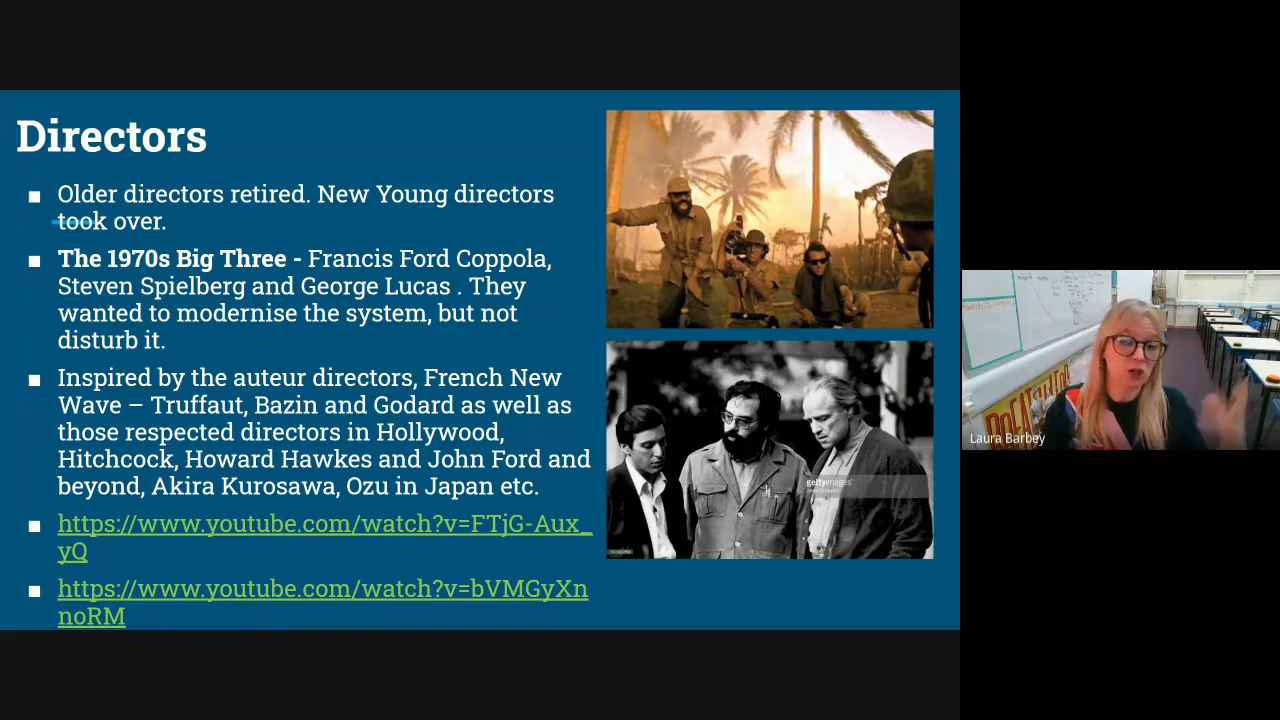 Directors
Older directors retired. New Young directors
took over.
The 1970s Big Three - Francis Ford Coppola,
Steven Spielberg and George Lucas . They
wanted to modernise the system, but not
disturb it.
Inspired by the auteur directors, French New
Wave – Truffaut, Bazin and Godard as well as
those respected directors in Hollywood,
Hitchcock, Howard Hawkes and John Ford and
beyond, Akira Kurosawa, Ozu in Japan etc.
https://www.youtube.com/watch?v=FTjG-Aux_
yQ
https://www.youtube.com/watch?v=bVMGyXn
noRM
gettyimages
Laura Barbey